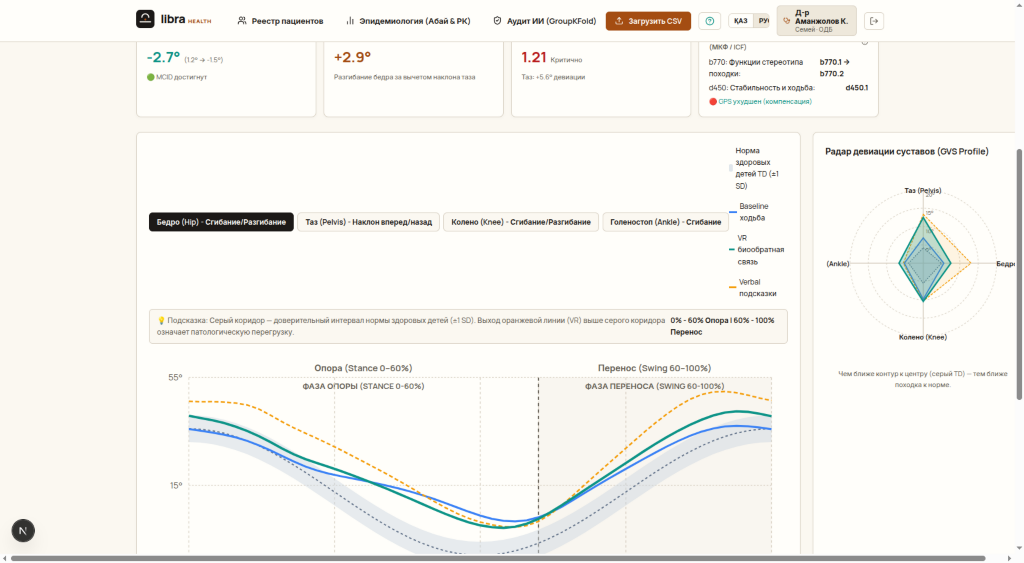 libra HEALTH
Реестр пациентов
Эпидемиология (Абай & РК)
Аудит ИИ (GroupKFold)
Загрузить CSV
ҚАЗ
Д-р
Аманжолов К.
Семей · ОДБ
-2.7°
(1.2° → -1.5°)
MCID достигнут
+2.9°
Разгибание бедра за вычетом наклона таза
1.21 Критично
Таз: +5.6° девиации
(МКФ / ICF)
b770: Функции стереотипа походки:
b770.1 → b770.2
d450: Стабильность и ходьба:
d450.1
GPS ухудшен (компенсация)
Бедро (Hip) - Сгибание/Разгибание
Таз (Pelvis) - Наклон вперед/назад
Колено (Knee) - Сгибание/Разгибание
Голеностоп (Ankle) - Сгибание
Норма
здоровых
детей TD (±1
SD)
Baseline
ходьба
VR
биообратная
связь
Verbal
подсказки
💡 Подсказка: Серый коридор — доверительный интервал нормы здоровых детей (±1 SD). Выход оранжевой линии (VR) выше серого коридора
означает патологическую перегрузку.
0% - 60% Опора | 60% - 100%
Перенос
Опора (Stance 0–60%)
Перенос (Swing 60–100%)
55°
ФАЗА ОПОРЫ (STANCE 0–60%)
ФАЗА ПЕРЕНОСА (SWING 60–100%)
15°
Радар девиации суставов (GVS Profile)
Таз (Pelvis)
20°
15°
(Ankle)
Бедро
Колено (Knee)
Чем ближе контур к центру (серый TD) — тем ближе
походка к норме.
N